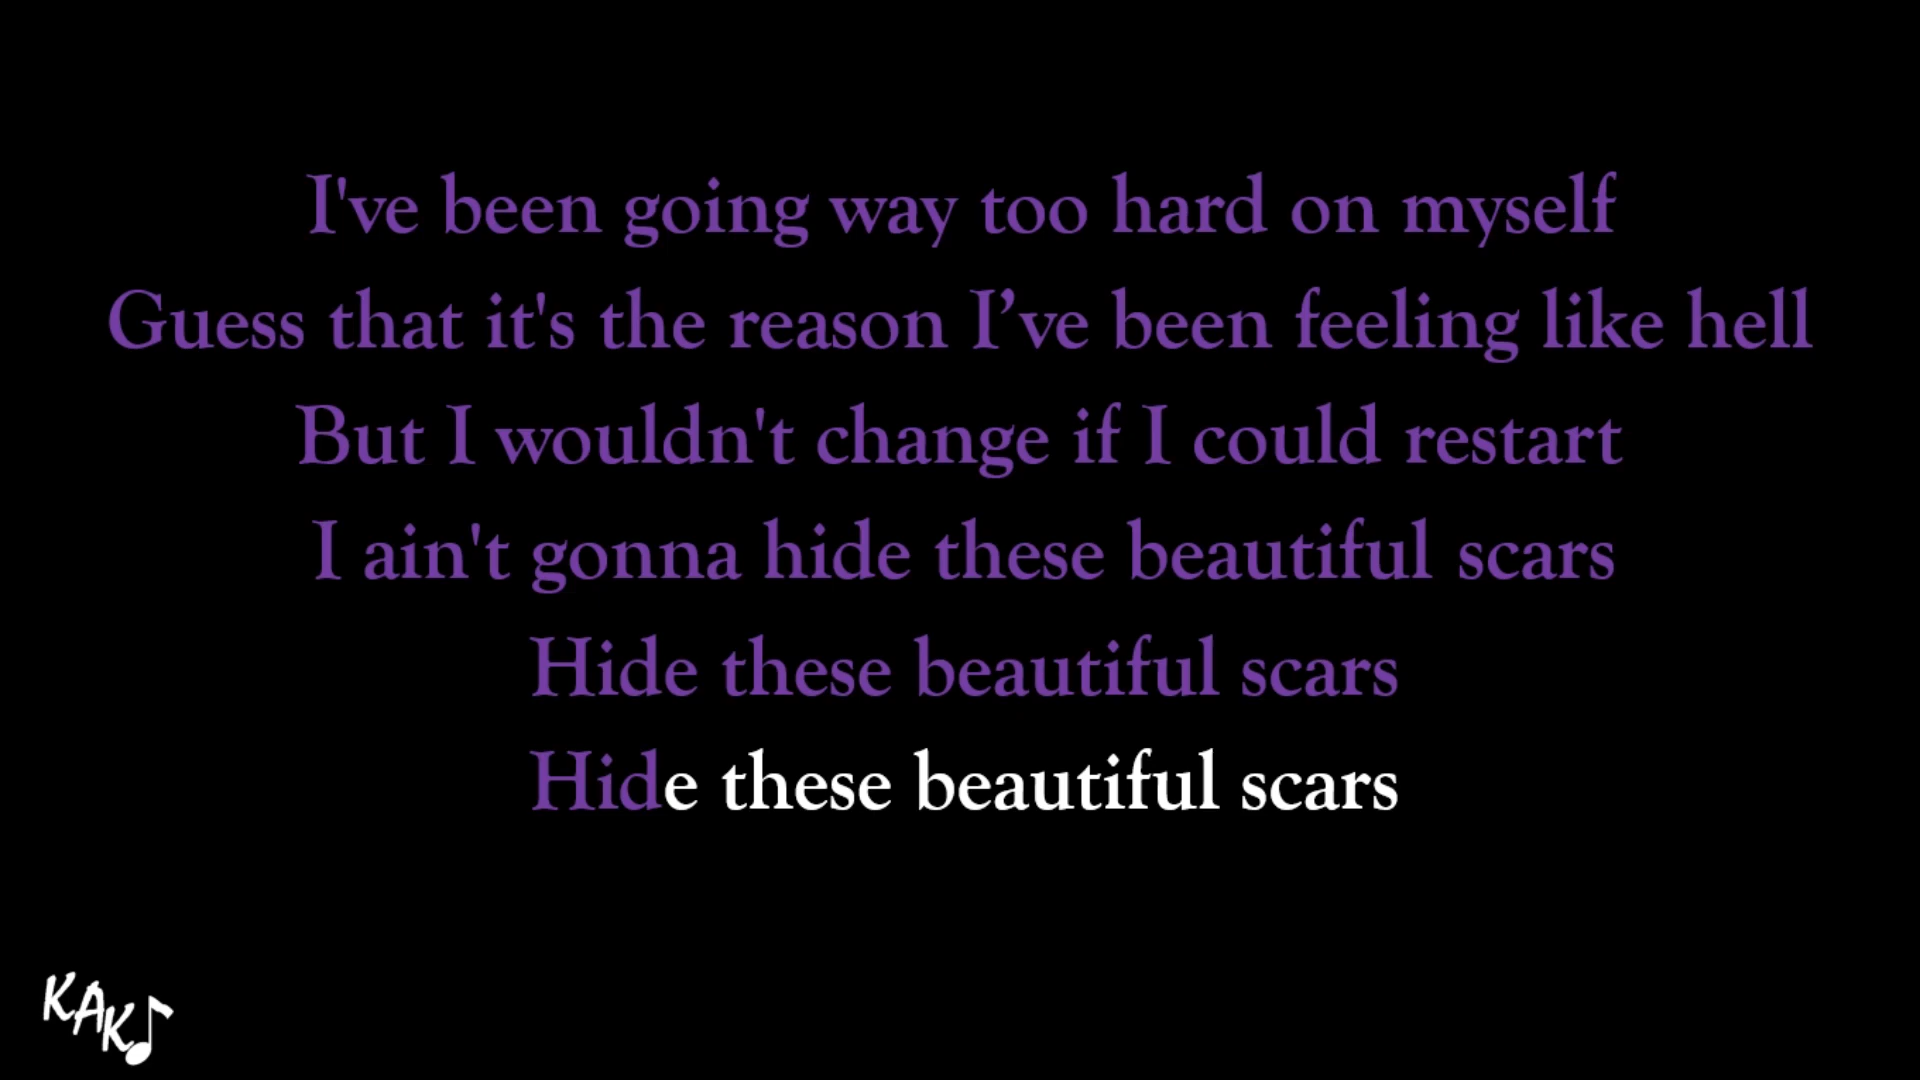 I've been going way too hard on myself
Guess that it's the reason I’ve been feeling like hell
But I wouldn't change if I could restart
I ain't gonna hide these beautiful scars
Hide these beautiful scars
Hide these beautiful scars
KAK